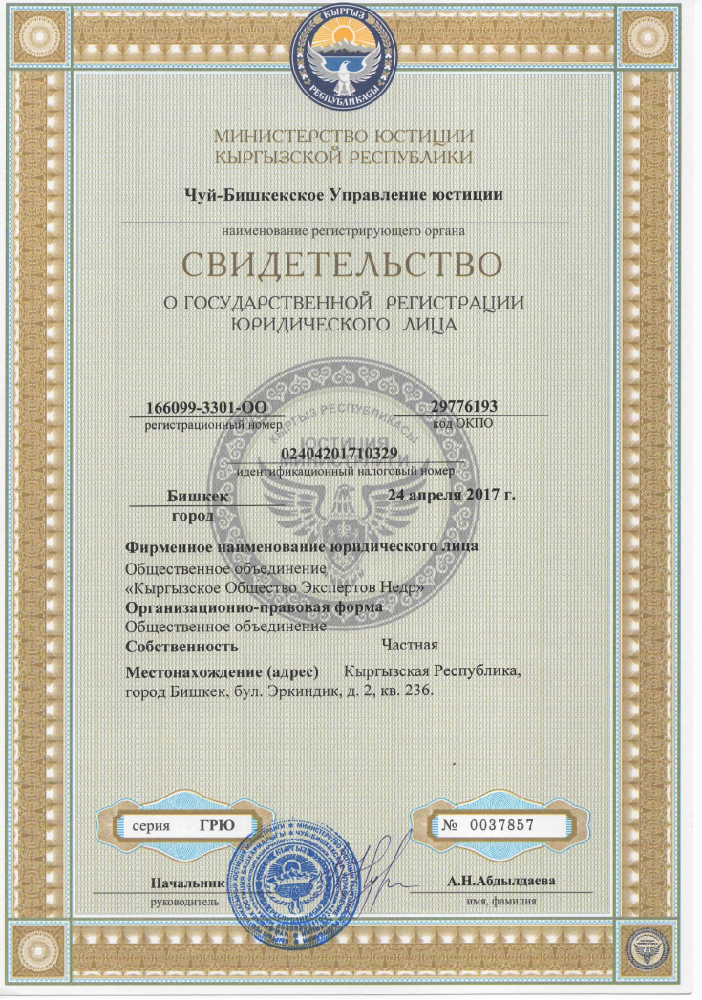 КЫРГЫЗ
РЕСПУБЛИКАСЫ
МИНИСТЕРСТВО ЮСТИЦИИ
КЫРГЫЗСКОЙ РЕСПУБЛИКИ
Чуй-Бишкекское Управление юстиции
наименование регистрирующего органа
СВИДЕТЕЛЬСТВО
О ГОСУДАРСТВЕННОЙ РЕГИСТРАЦИИ
ЮРИДИЧЕСКОГО ЛИЦА
166099-3301-ОО 29776193
регистрационный номер код ОКПО
КЫРГЫЗ РЕСПУБЛИКАСЫ
02404201710329
идентификационный налоговый номер
Бишкек 24 апреля 2017 г.
город
Фирменное наименование юридического лица
Общественное объединение
«Кыргызское Общество Экспертов Недр»
Организационно-правовая форма
Общественное объединение
Собственность Частная
Местонахождение (адрес) Кыргызская Республика,
город Бишкек, бул. Эркиндик, д. 2, кв. 236.
серия ГРЮ № 0037857
Начальник А.Н.Абдылдаева
руководитель имя, фамилия